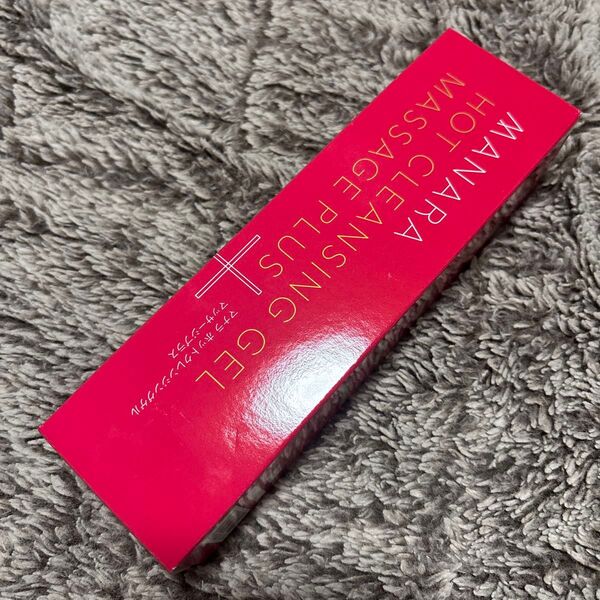 MANARA
HOT CLEANSING GEL
MASSAGE PLUS
マナラ ホットクレンジングゲル
マッサージプラス